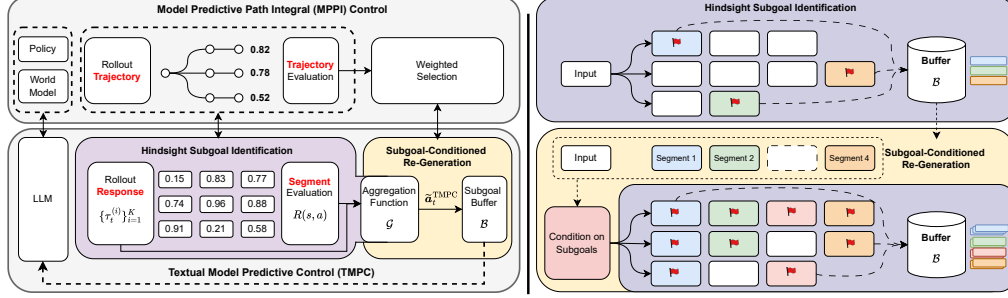 Model Predictive Path Integral (MPPI) Control
Policy
World
Model
Rollout
Trajectory
0.82
0.78
0.52
Trajectory
Evaluation
Weighted
Selection
LLM
Hindsight Subgoal Identification
Rollout
Response
{τ_t^{(i)}}_{i=1}^K
0.15 0.83 0.77
0.74 0.96 0.88
0.91 0.21 0.58
Segment
Evaluation
R(s, a)
Subgoal-Conditioned
Re-Generation
Aggregation
Function
𝒢
ã_t^{TMPC}
Subgoal
Buffer
ℬ
Textual Model Predictive Control (TMPC)
Hindsight Subgoal Identification
Input
Buffer
ℬ
Input
Segment 1
Segment 2
Segment 4
Subgoal-Conditioned
Re-Generation
Condition on
Subgoals
Buffer
ℬ